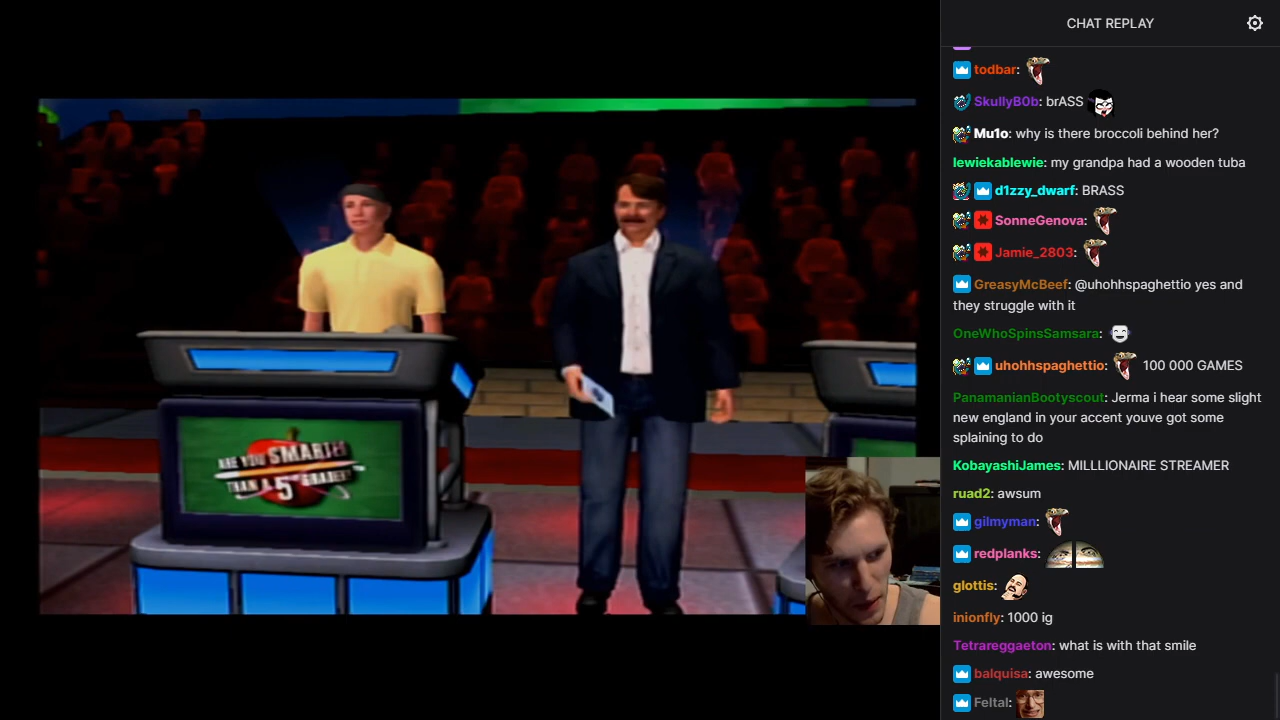 CHAT REPLAY
todbar:
SkullyB0b: brASS
Mu1o: why is there broccoli behind her?
lewiekablewie: my grandpa had a wooden tuba
d1zzy_dwarf: BRASS
SonneGenova:
Jamie_2803:
GreasyMcBeef: @uhohhspaghettio yes and
they struggle with it
OneWhoSpinsSamsara:
uhohhspaghettio: 100 000 GAMES
PanamanianBootyscout: Jerma i hear some slight
new england in your accent youve got some
splaining to do
KobayashiJames: MILLLIONAIRE STREAMER
ruad2: awsum
gilmyman:
redplanks:
glottis:
inionfly: 1000 ig
Tetrareggaeton: what is with that smile
balquisa: awesome
Feltal:
ARE YOU SMARTER
THAN A 5TH GRADER?